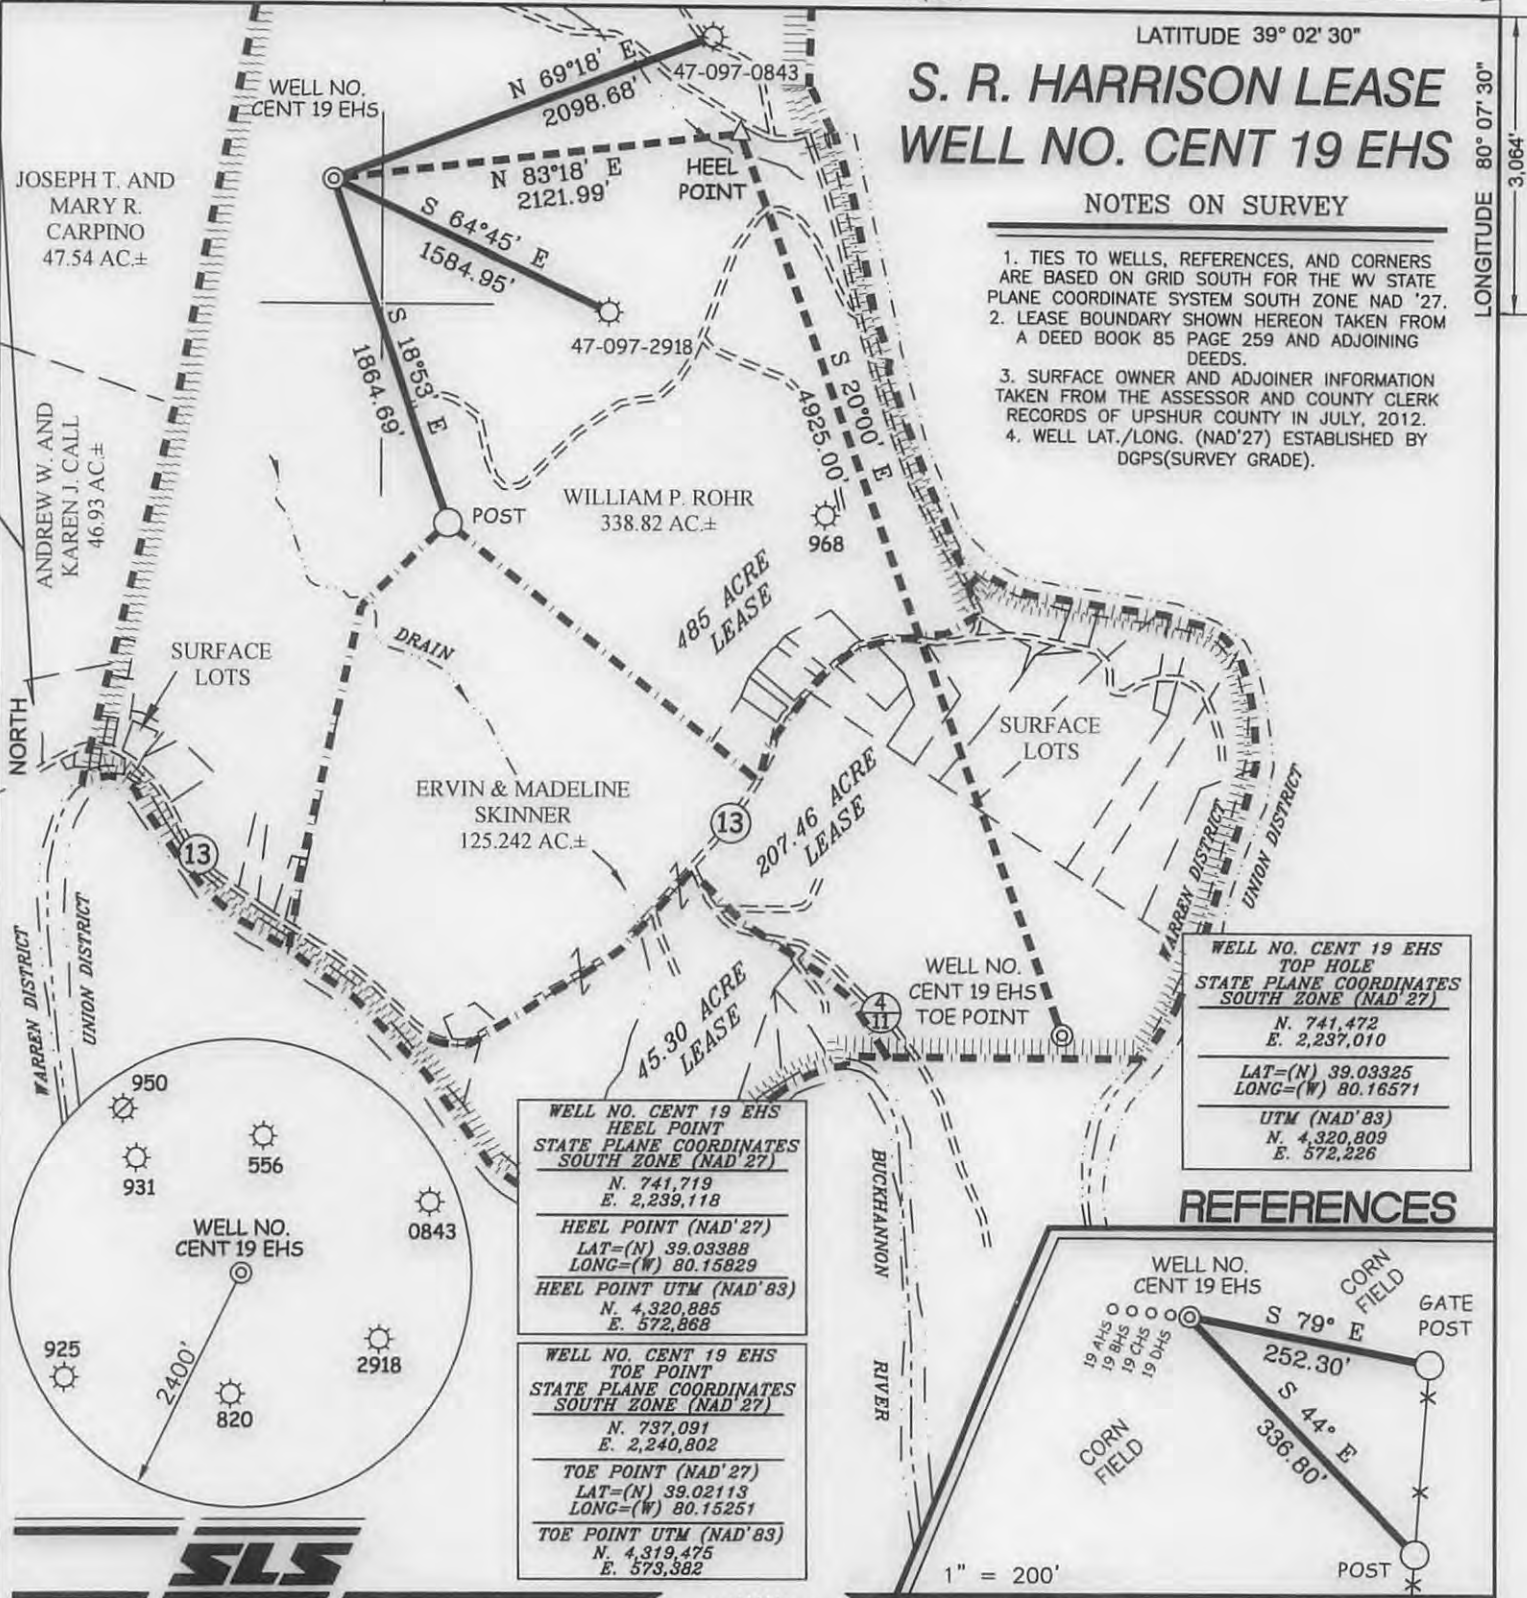 LATITUDE 39° 02' 30"
S. R. HARRISON LEASE
WELL NO. CENT 19 EHS
LONGITUDE 80° 07' 30"
3,064'
NOTES ON SURVEY
1. TIES TO WELLS, REFERENCES, AND CORNERS
ARE BASED ON GRID SOUTH FOR THE WV STATE
PLANE COORDINATE SYSTEM SOUTH ZONE NAD '27.
2. LEASE BOUNDARY SHOWN HEREON TAKEN FROM
A DEED BOOK 85 PAGE 259 AND ADJOINING
DEEDS.
3. SURFACE OWNER AND ADJOINER INFORMATION
TAKEN FROM THE ASSESSOR AND COUNTY CLERK
RECORDS OF UPSHUR COUNTY IN JULY, 2012.
4. WELL LAT./LONG. (NAD'27) ESTABLISHED BY
DGPS(SURVEY GRADE).
WELL NO.
CENT 19 EHS
N 69°18' E
2098.68'
47-097-0843
N 83°18' E
2121.99'
HEEL
POINT
S 64°45' E
1584.95'
47-097-2918
S 18°53' E
1864.69'
POST
S 20°00' E
4925.00'
968
JOSEPH T. AND
MARY R.
CARPINO
47.54 AC.±
ANDREW W. AND
KAREN J. CALL
46.93 AC.±
WILLIAM P. ROHR
338.82 AC.±
485 ACRE
LEASE
DRAIN
SURFACE
LOTS
NORTH
SURFACE
LOTS
ERVIN & MADELINE
SKINNER
125.242 AC.±
13
13
207.46 ACRE
LEASE
WARREN DISTRICT
UNION DISTRICT
WARREN DISTRICT
UNION DISTRICT
45.30 ACRE
LEASE
WELL NO.
CENT 19 EHS
TOE POINT
4
11
BUCKHANNON
RIVER
WELL NO. CENT 19 EHS
TOP HOLE
STATE PLANE COORDINATES
SOUTH ZONE (NAD'27)
N. 741,472
E. 2,237,010
LAT=(N) 39.03325
LONG=(W) 80.16571
UTM (NAD'83)
N. 4,320,809
E. 572,226
WELL NO. CENT 19 EHS
HEEL POINT
STATE PLANE COORDINATES
SOUTH ZONE (NAD'27)
N. 741,719
E. 2,239,118
HEEL POINT (NAD'27)
LAT=(N) 39.03388
LONG=(W) 80.15829
HEEL POINT UTM (NAD'83)
N. 4,320,885
E. 572,868
WELL NO. CENT 19 EHS
TOE POINT
STATE PLANE COORDINATES
SOUTH ZONE (NAD'27)
N. 737,091
E. 2,240,802
TOE POINT (NAD'27)
LAT=(N) 39.02113
LONG=(W) 80.15251
TOE POINT UTM (NAD'83)
N. 4,319,475
E. 573,382
950
931
556
0843
WELL NO.
CENT 19 EHS
2400'
925
820
2918
SLS
REFERENCES
WELL NO.
CENT 19 EHS
CORN
FIELD
GATE
POST
19 AHS
19 BHS
19 CHS
19 DHS
S 79° E
252.30'
S 44° E
336.80'
CORN
FIELD
POST
1" = 200'